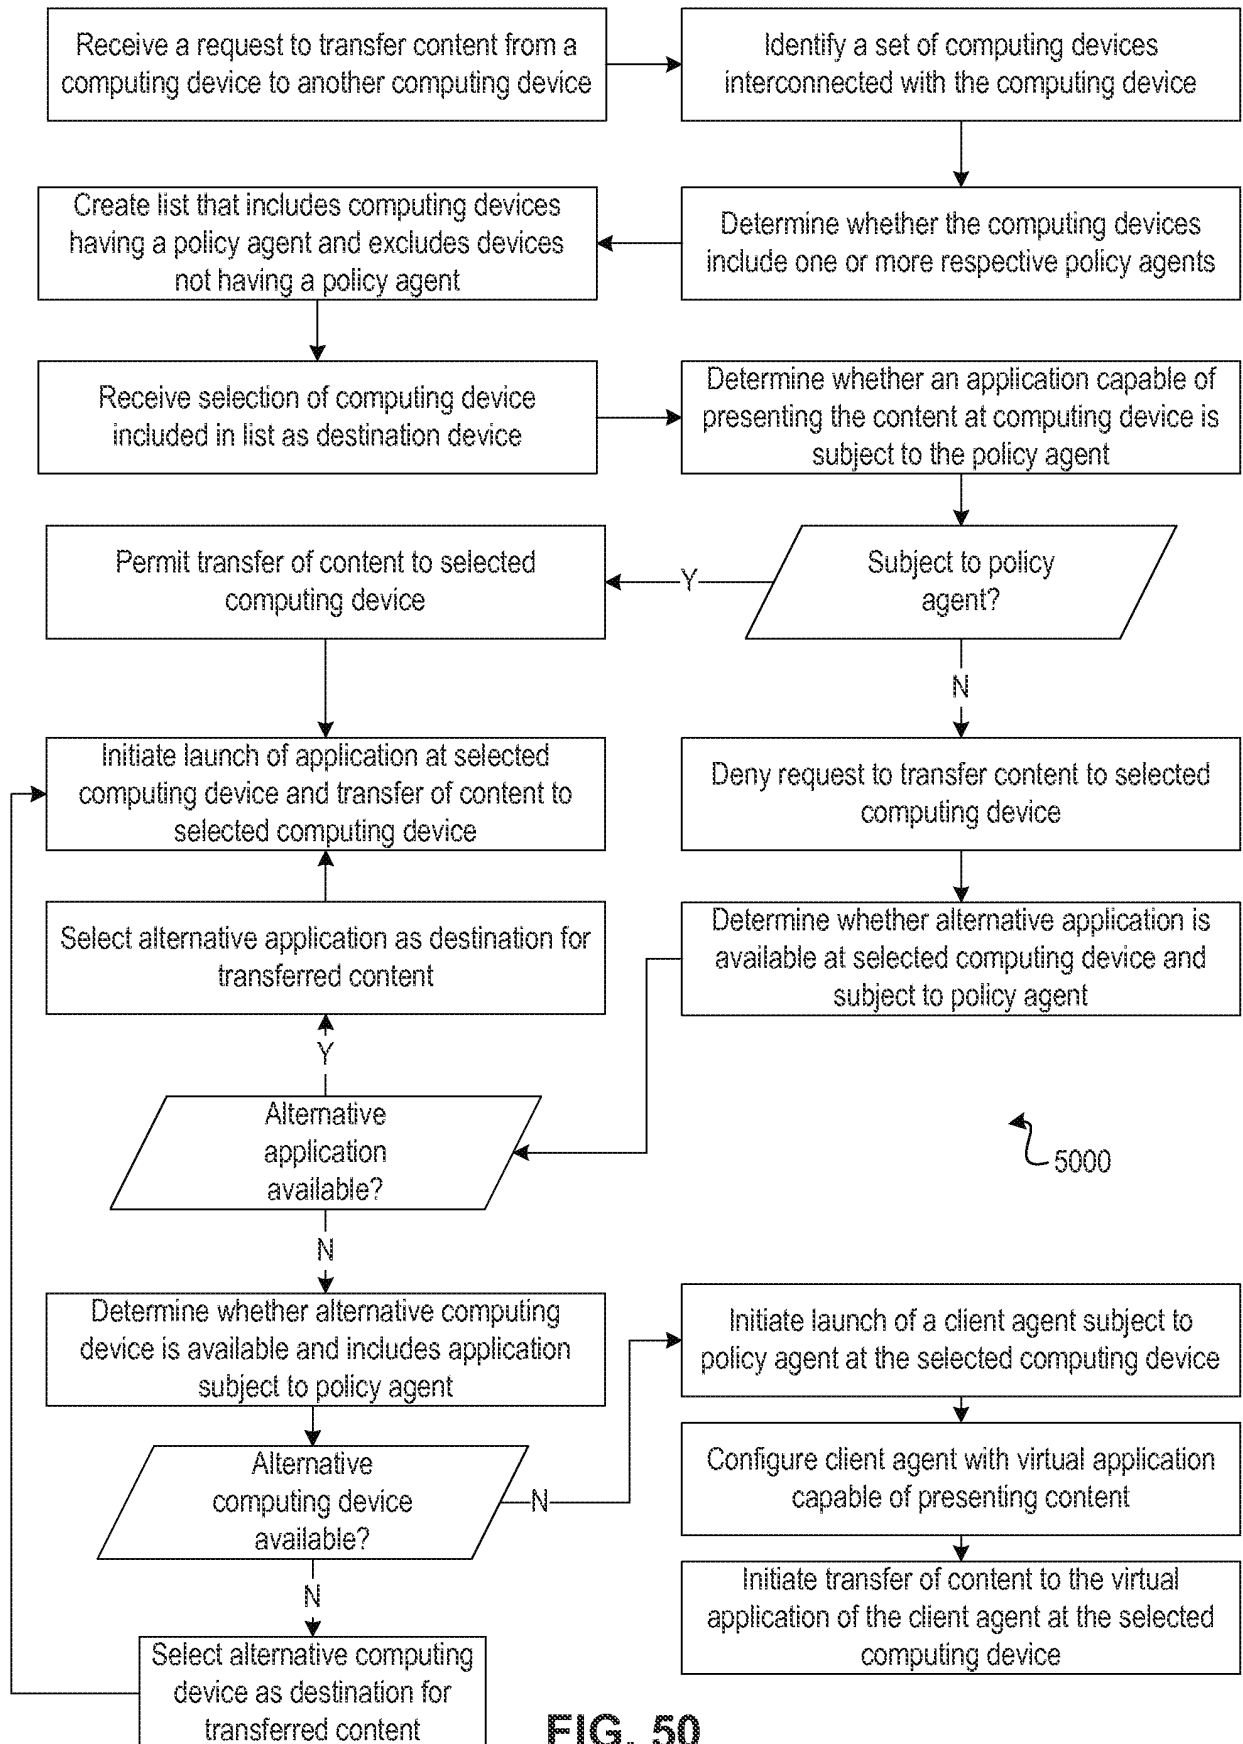 Receive a request to transfer content from a
computing device to another computing device
Identify a set of computing devices
interconnected with the computing device
Create list that includes computing devices
having a policy agent and excludes devices
not having a policy agent
Determine whether the computing devices
include one or more respective policy agents
Receive selection of computing device
included in list as destination device
Determine whether an application capable of
presenting the content at computing device is
subject to the policy agent
Permit transfer of content to selected
computing device
Y
Subject to policy
agent?
N
Initiate launch of application at selected
computing device and transfer of content to
selected computing device
Deny request to transfer content to selected
computing device
Select alternative application as destination for
transferred content
Determine whether alternative application is
available at selected computing device and
subject to policy agent
Y
Alternative
application
available?
5000
N
Determine whether alternative computing
device is available and includes application
subject to policy agent
Initiate launch of a client agent subject to
policy agent at the selected computing device
Alternative
computing device
available?
N
Configure client agent with virtual application
capable of presenting content
N
Initiate transfer of content to the virtual
application of the client agent at the selected
computing device
Select alternative computing
device as destination for
transferred content
FIG. 50